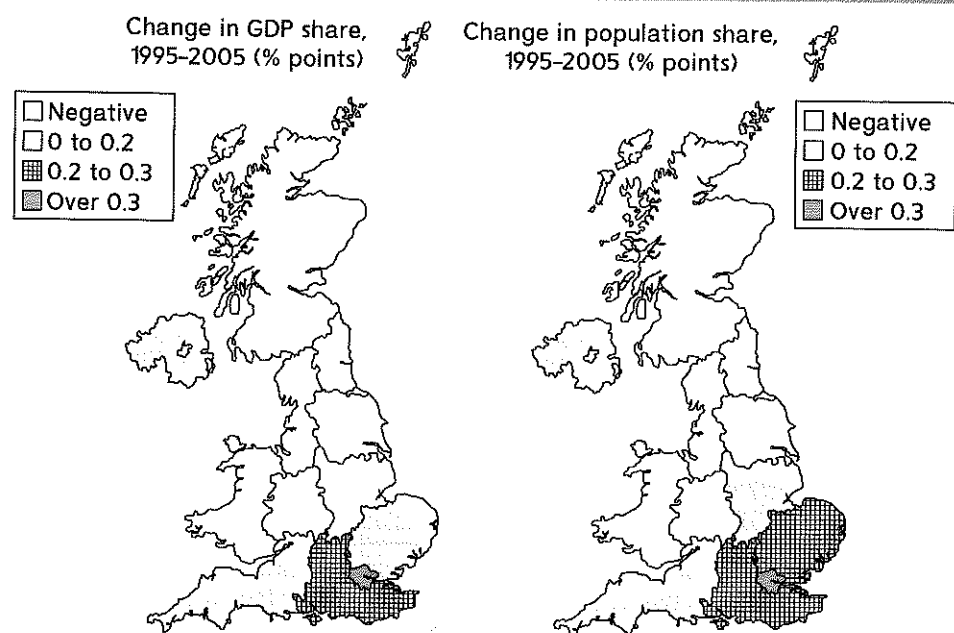 Change in GDP share,
1995–2005 (% points)
Negative
0 to 0.2
0.2 to 0.3
Over 0.3
Change in population share,
1995–2005 (% points)
Negative
0 to 0.2
0.2 to 0.3
Over 0.3